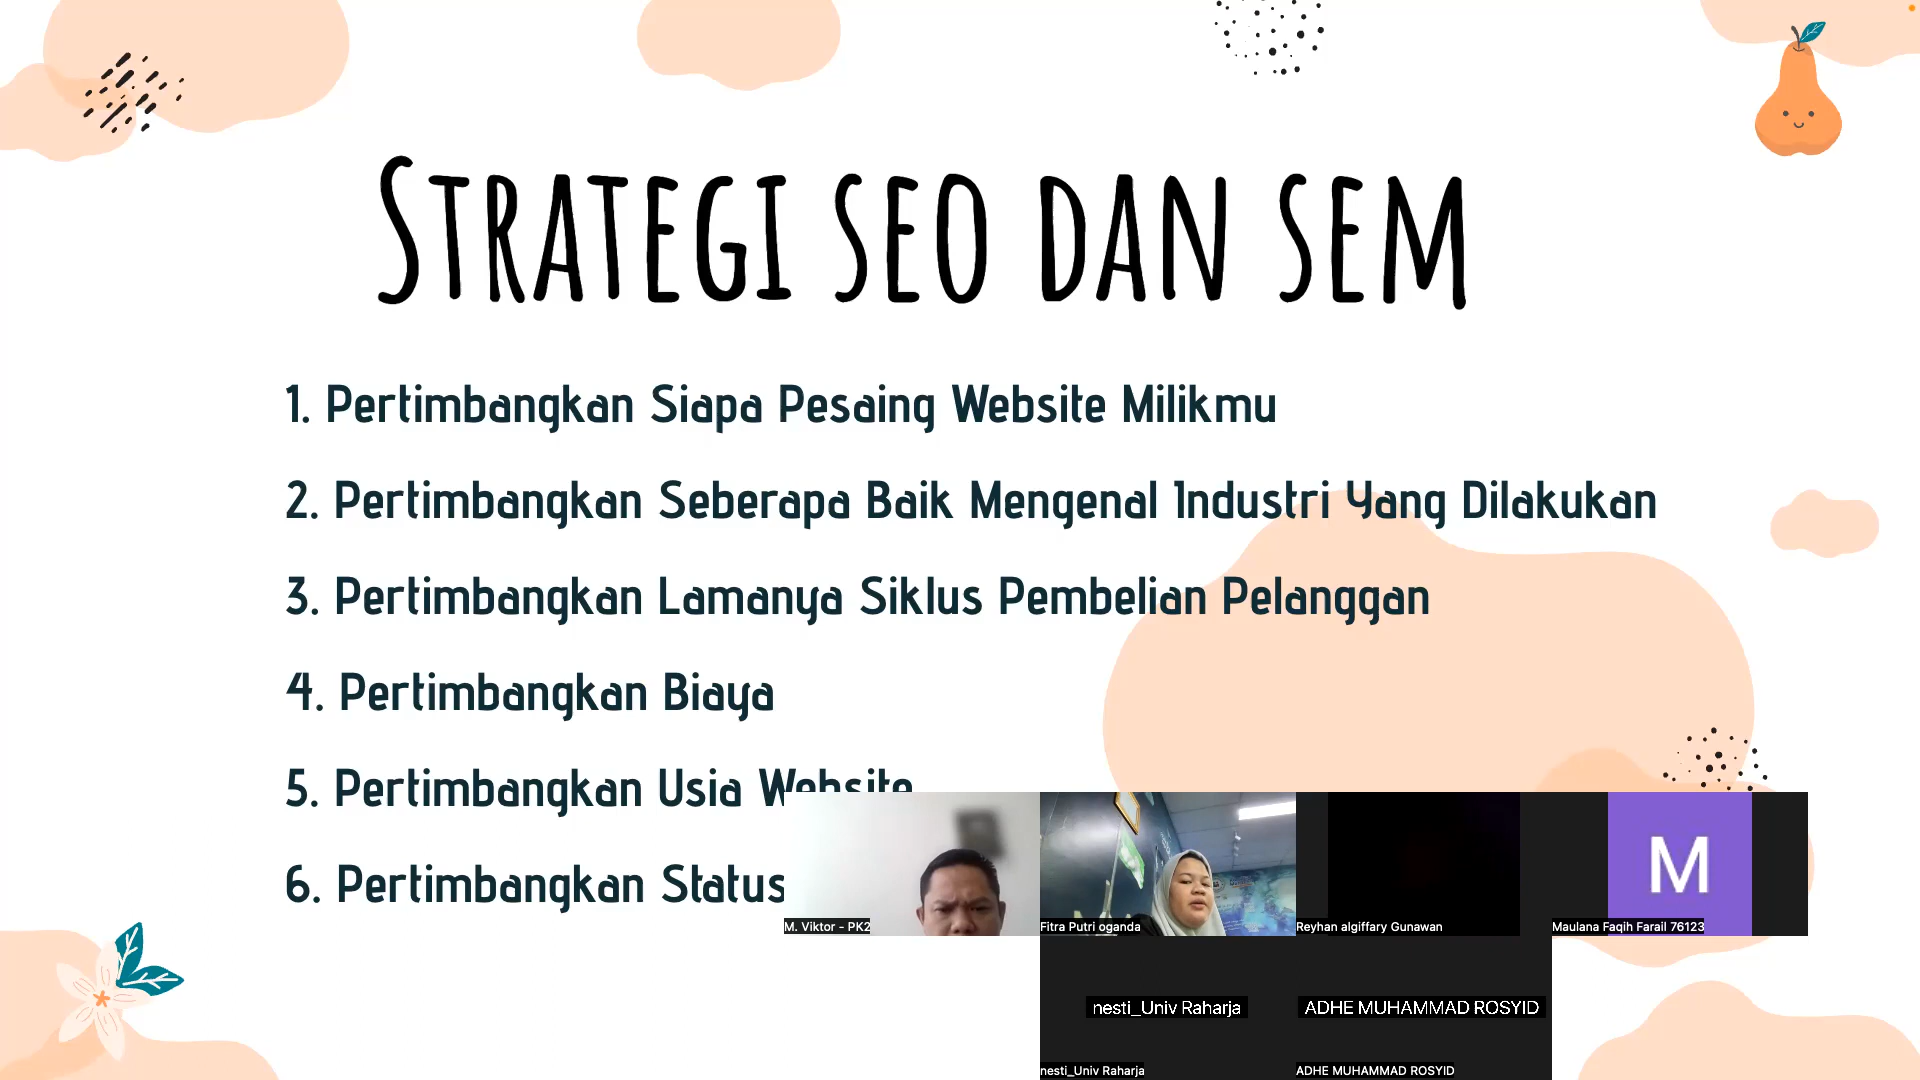 STRATEGI SEO DAN SEM
1. Pertimbangkan Siapa Pesaing Website Milikmu
2. Pertimbangkan Seberapa Baik Mengenal Industri Yang Dilakukan
3. Pertimbangkan Lamanya Siklus Pembelian Pelanggan
4. Pertimbangkan Biaya
5. Pertimbangkan Usia Website
6. Pertimbangkan Status
M. Viktor - PK2
Fitra Putri oganda
Reyhan algiffary Gunawan
M
Maulana Faqih Farail 76123
nesti_Univ Raharja
ADHE MUHAMMAD ROSYID
nesti_Univ Raharja
ADHE MUHAMMAD ROSYID